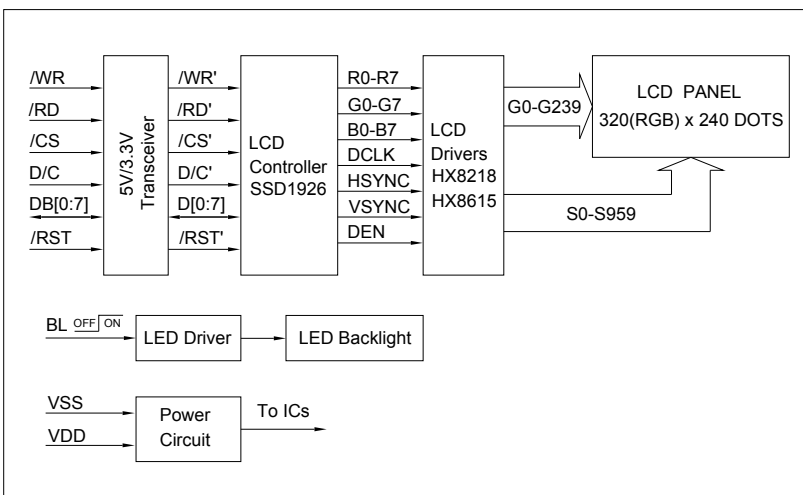 /WR
/RD
/CS
D/C
DB[0:7]
/RST
5V/3.3V
Transceiver
/WR'
/RD'
/CS'
D/C'
D[0:7]
/RST'
LCD
Controller
SSD1926
R0-R7
G0-G7
B0-B7
DCLK
HSYNC
VSYNC
DEN
LCD
Drivers
HX8218
HX8615
G0-G239
S0-S959
LCD PANEL
320(RGB) x 240 DOTS
BL OFF ON
LED Driver
LED Backlight
VSS
VDD
Power
Circuit
To ICs